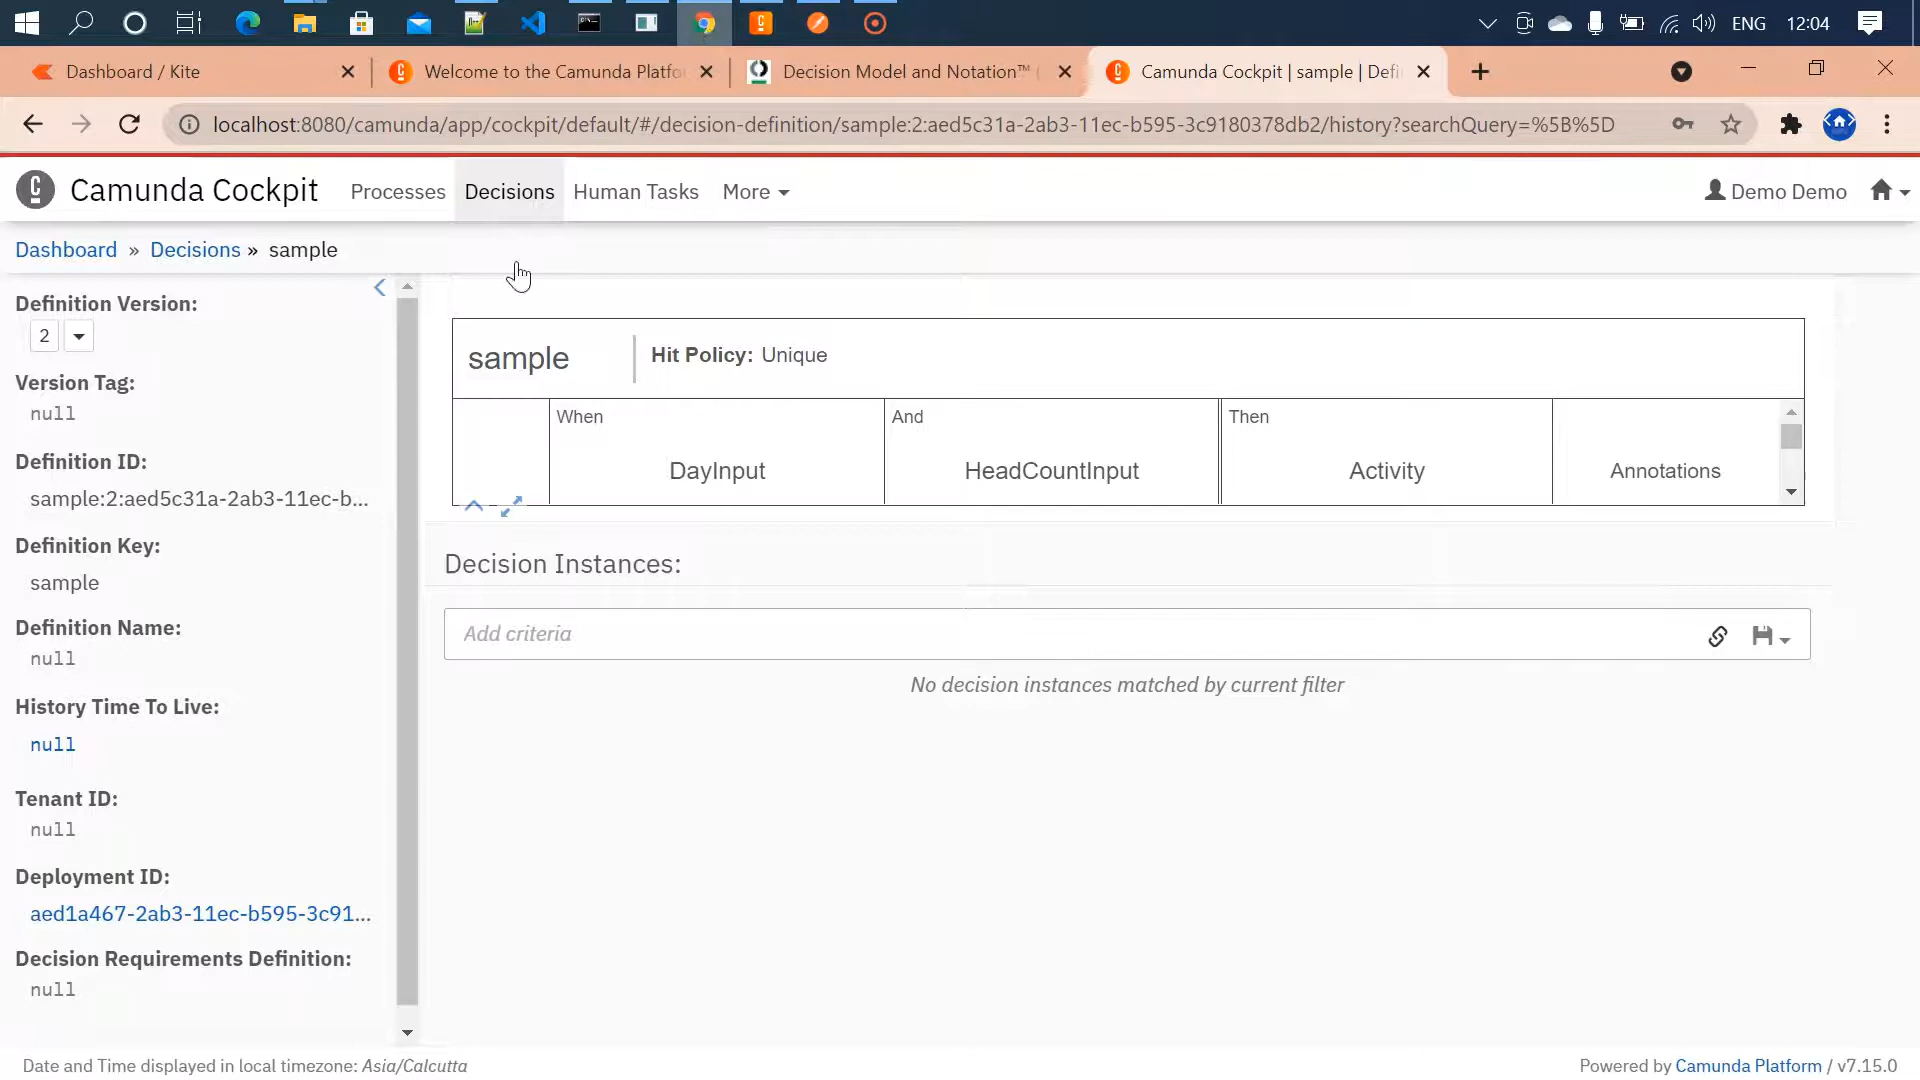 ENG
12:04
Dashboard / Kite
Welcome to the Camunda Platfo
Decision Model and Notation™ (
Camunda Cockpit | sample | Defi
localhost:8080/camunda/app/cockpit/default/#/decision-definition/sample:2:aed5c31a-2ab3-11ec-b595-3c9180378db2/history?searchQuery=%5B%5D
Camunda Cockpit
Processes
Decisions
Human Tasks
More
Demo Demo
Dashboard » Decisions » sample
Definition Version:
2
Version Tag:
null
Definition ID:
sample:2:aed5c31a-2ab3-11ec-b...
Definition Key:
sample
Definition Name:
null
History Time To Live:
null
Tenant ID:
null
Deployment ID:
aed1a467-2ab3-11ec-b595-3c91...
Decision Requirements Definition:
null
sample
Hit Policy: Unique
When
And
Then
DayInput
HeadCountInput
Activity
Annotations
Decision Instances:
Add criteria
No decision instances matched by current filter
Date and Time displayed in local timezone: Asia/Calcutta
Powered by Camunda Platform / v7.15.0